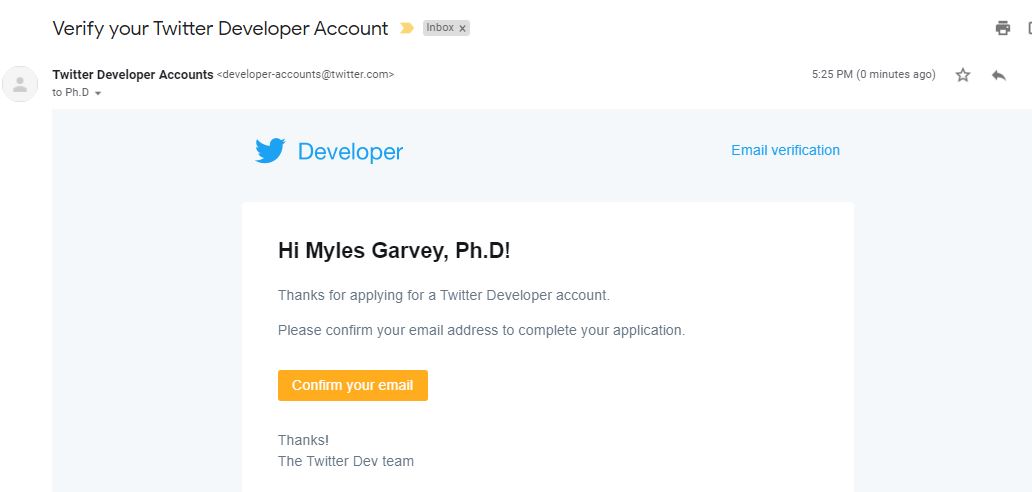 Verify your Twitter Developer Account Inbox x
Twitter Developer Accounts <developer-accounts@twitter.com> 5:25 PM (0 minutes ago)
to Ph.D
Developer Email verification
Hi Myles Garvey, Ph.D!
Thanks for applying for a Twitter Developer account.
Please confirm your email address to complete your application.
Confirm your email
Thanks!
The Twitter Dev team